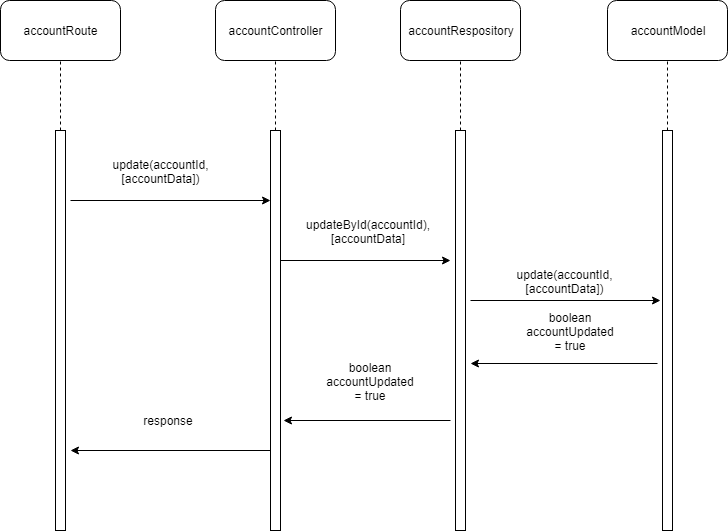 accountRoute
accountController
accountRespository
accountModel
update(accountId,
[accountData])
updateById(accountId),
[accountData]
update(accountId,
[accountData])
boolean
accountUpdated
= true
boolean
accountUpdated
= true
response